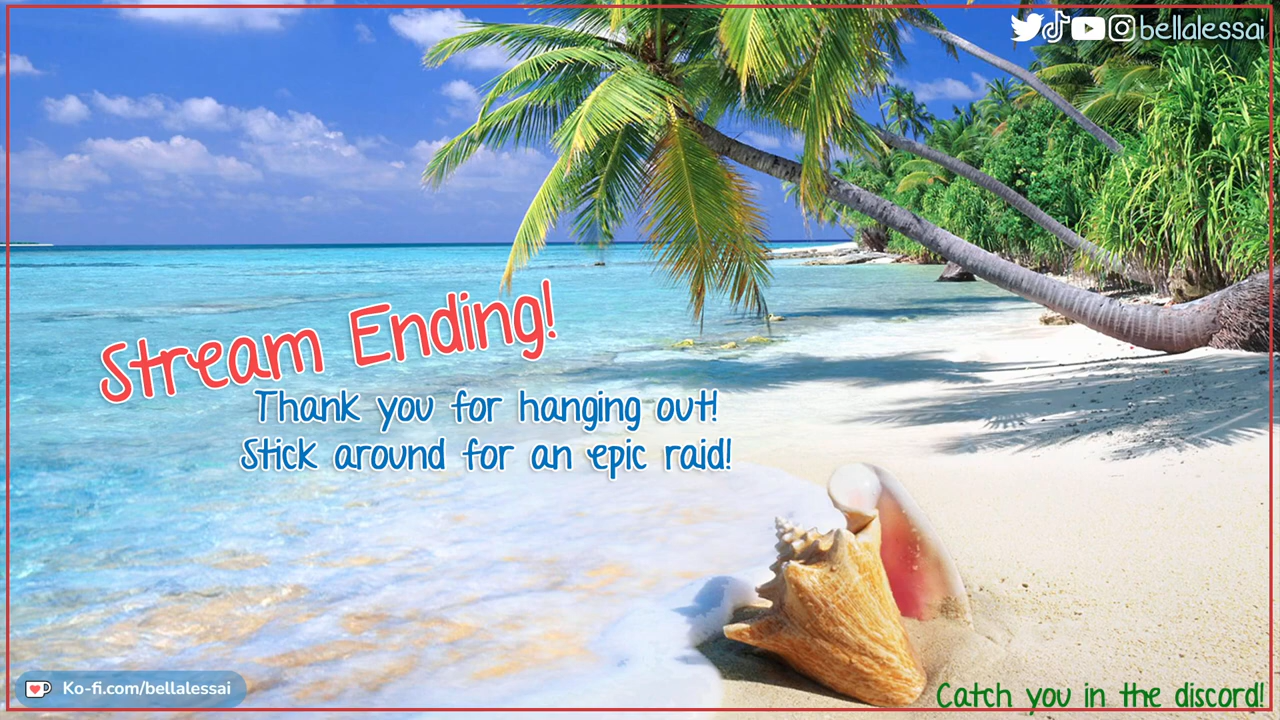 bellalessai
Stream Ending!
Thank you for hanging out!
Stick around for an epic raid!
Ko-fi.com/bellalessai
Catch you in the discord!